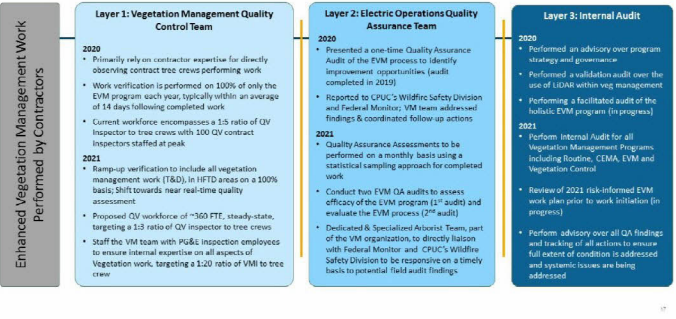 Enhanced Vegetation Management Work
Performed by Contractors
Layer 1: Vegetation Management Quality
Control Team
2020
• Primarily rely on contractor expertise for directly
observing contract tree crews performing work
• Work verification is performed on 100% of only the
EVM program each year, typically within an average
of 14 days following completed work
• Current workforce encompasses a 1:5 ratio of QV
Inspector to tree crews with 100 QV contract
Inspectors staffed at peak
2021
• Ramp-up verification to include all vegetation
management work (T&D), in HFTD areas on a 100%
basis; Shift towards near real-time quality
assessment
• Proposed QV workforce of ~360 FTE, steady-state,
targeting a 1:3 ratio of QV inspector to tree crews
• Staff the VM team with PG&E Inspection employees
to ensure internal expertise on all aspects of
Vegetation work, targeting a 1:20 ratio of VMI to tree
crew
Layer 2: Electric Operations Quality
Assurance Team
2020
• Presented a one-time Quality Assurance
Audit of the EVM process to identify
improvement opportunities (audit
completed in 2019)
• Reported to CPUC's Wildfire Safety Division
and Federal Monitor; VM team addressed
findings & coordinated follow-up actions
2021
• Quality Assurance Assessments to be
performed on a monthly basis using a
statistical sampling approach for completed
work
• Conduct two EVM QA audits to assess
efficacy of the EVM program (1st audit) and
evaluate the EVM process (2nd audit)
• Dedicated & Specialized Arborist Team, part
of the VM organization, to directly liaison
with Federal Monitor and CPUC's Wildfire
Safety Division to be responsive on a timely
basis to potential field audit findings
Layer 3: Internal Audit
2020
• Performed an advisory over program
strategy and governance
• Performed a validation audit over the
use of LiDAR within veg management
• Performing a facilitated audit of the
holistic EVM program (in progress)
2021
• Perform Internal Audit for all
Vegetation Management Programs
including Routine, CEMA, EVM and
Vegetation Control
• Review of 2021 risk-informed EVM
work plan prior to work initiation (in
progress)
• Perform advisory over all QA findings
and tracking of all actions to ensure
full extent of condition is addressed
and systemic issues are being
addressed
17